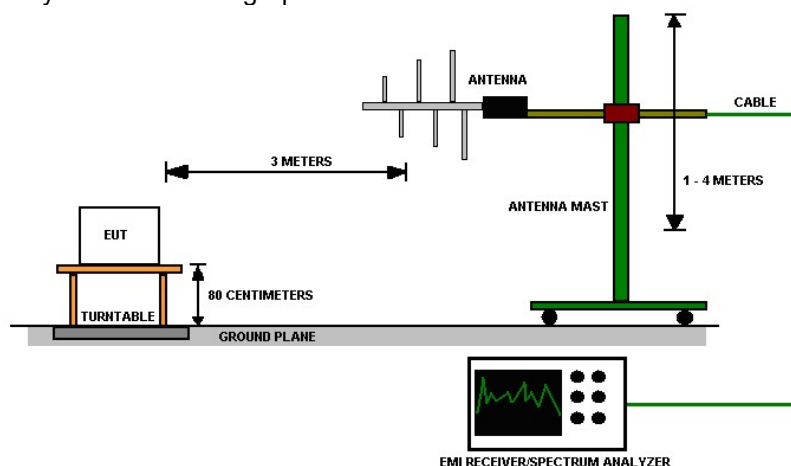 ANTENNA
CABLE
3 METERS
1 - 4 METERS
ANTENNA MAST
EUT
80 CENTIMETERS
TURNTABLE
GROUND PLANE
EMI RECEIVER/SPECTRUM ANALYZER